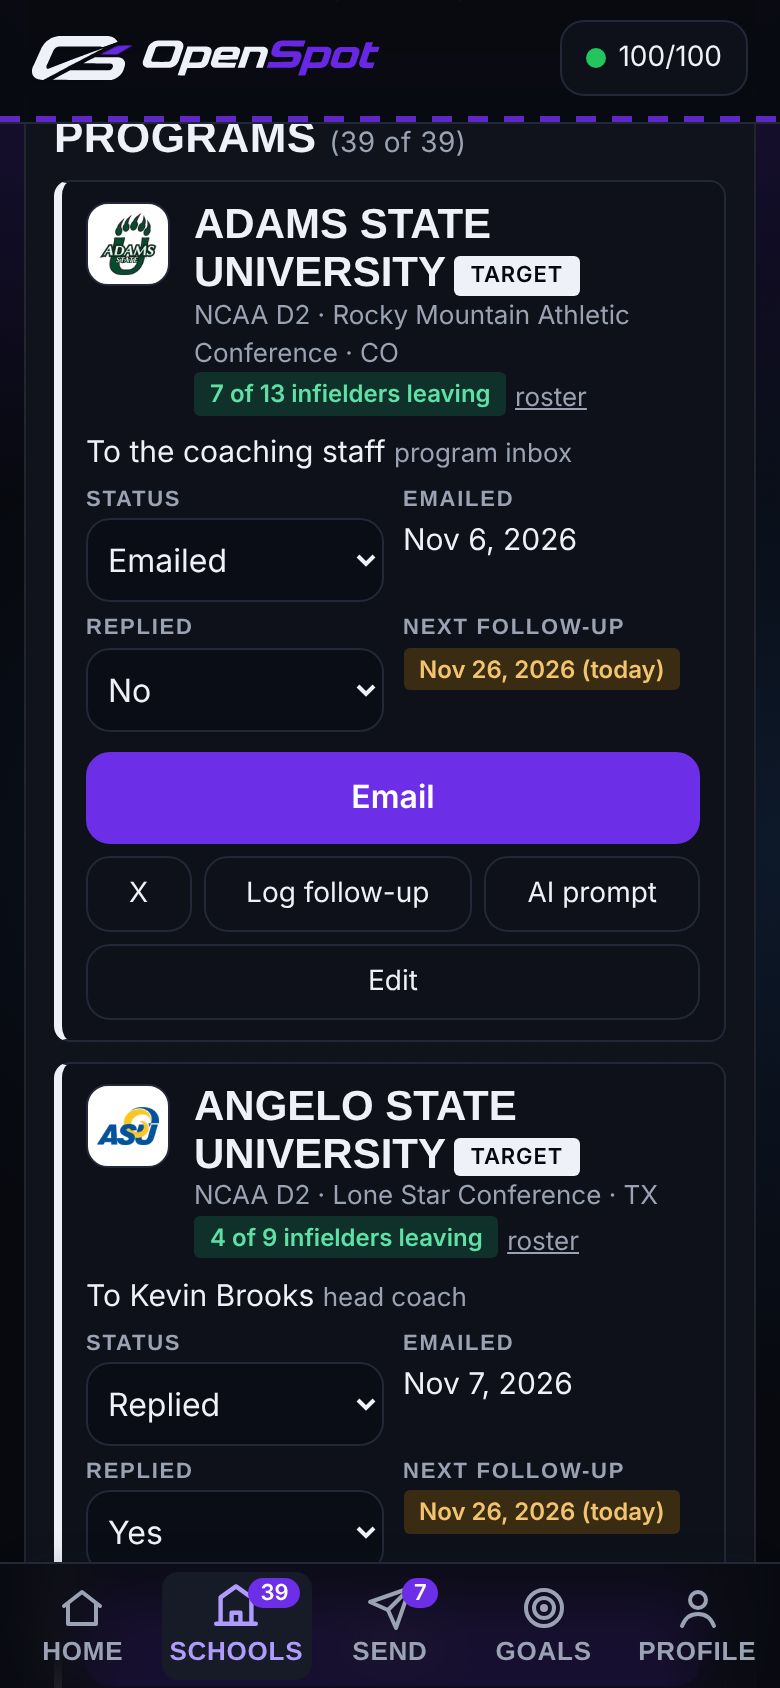 OpenSpot
100/100
PROGRAMS (39 of 39)
ADAMS STATE
ADAMS STATE
UNIVERSITY TARGET
NCAA D2 · Rocky Mountain Athletic
Conference · CO
7 of 13 infielders leaving roster
To the coaching staff program inbox
STATUS
EMAILED
Emailed
Nov 6, 2026
REPLIED
NEXT FOLLOW-UP
No
Nov 26, 2026 (today)
Email
X
Log follow-up
AI prompt
Edit
ASU
ANGELO STATE
UNIVERSITY TARGET
NCAA D2 · Lone Star Conference · TX
4 of 9 infielders leaving roster
To Kevin Brooks head coach
STATUS
EMAILED
Replied
Nov 7, 2026
REPLIED
NEXT FOLLOW-UP
Yes
Nov 26, 2026 (today)
39
7
HOME
SCHOOLS
SEND
GOALS
PROFILE